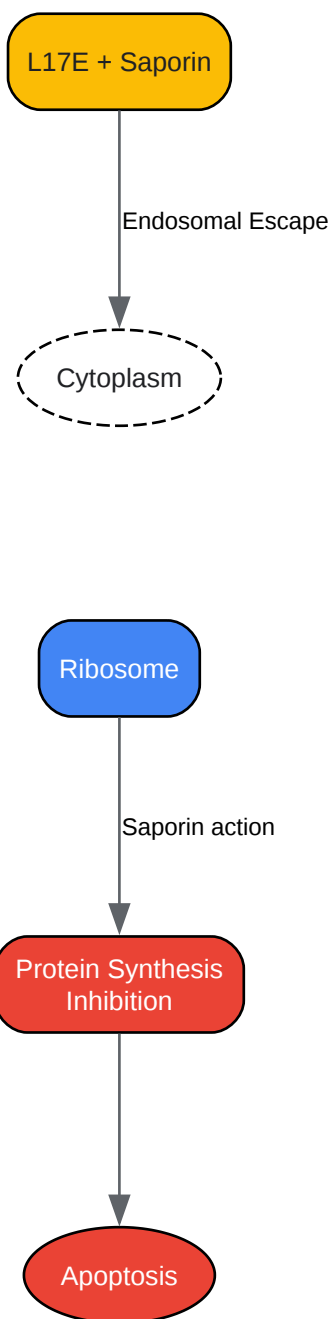 L17E + Saporin
Endosomal Escape
Cytoplasm
Ribosome
Saporin action
Protein Synthesis
Inhibition
Apoptosis